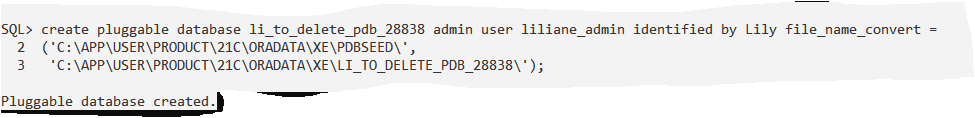 SQL> create pluggable database li_to_delete_pdb_28838 admin user liliane_admin identified by Lily file_name_convert =
2 ('C:\APP\USER\PRODUCT\21C\ORADATA\XE\PDBSEED\',
3 'C:\APP\USER\PRODUCT\21C\ORADATA\XE\LI_TO_DELETE_PDB_28838\');
Pluggable database created.